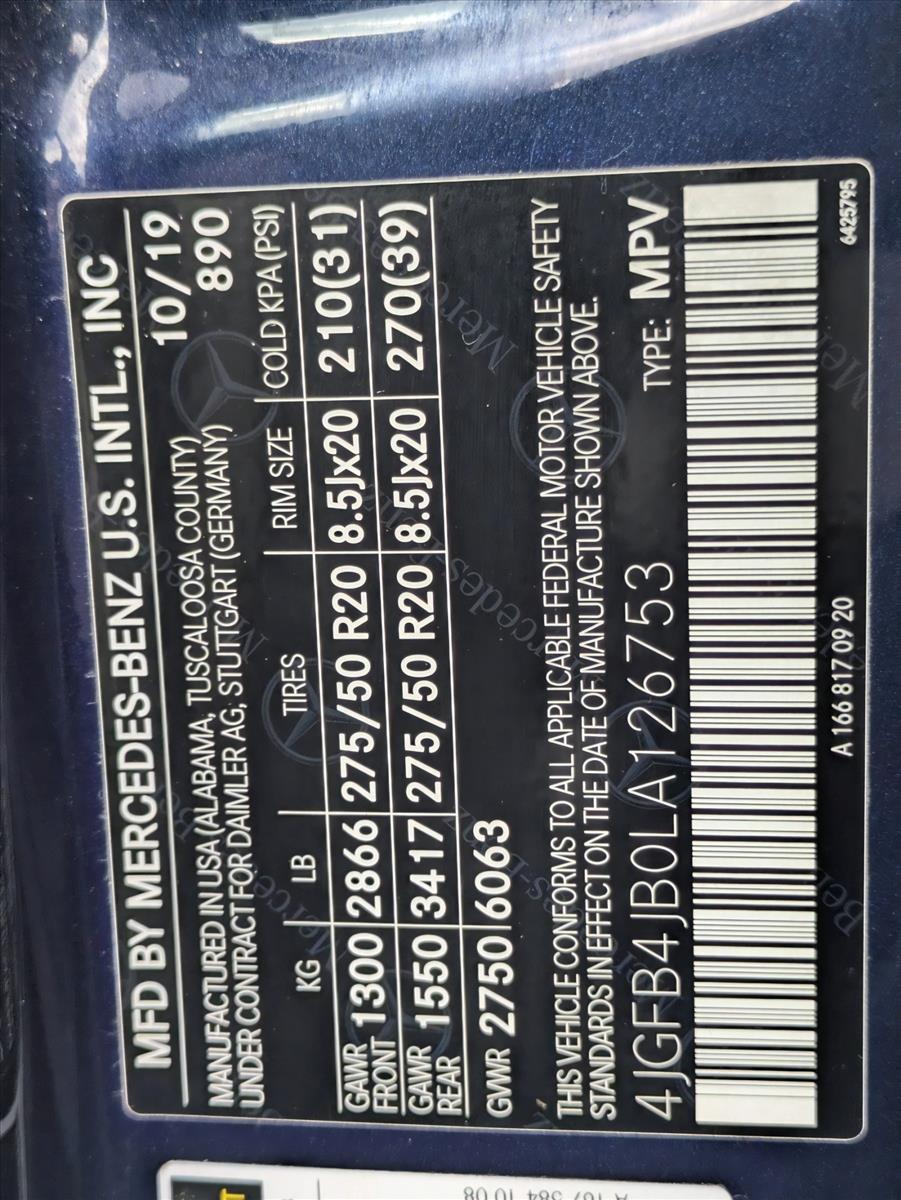 MFD BY MERCEDES-BENZ U.S. INTL., INC
10/19
MANUFACTURED IN USA (ALABAMA, TUSCALOOSA COUNTY)
UNDER CONTRACT FOR DAIMLER AG, STUTTGART (GERMANY)
890
KG LB TIRES RIM SIZE COLD KPA (PSI)
GAWR FRONT 1300 2866 275/50 R20 8.5Jx20 210(31)
GAWR REAR 1550 3417 275/50 R20 8.5Jx20 270(39)
GVWR 2750 6063
THIS VEHICLE CONFORMS TO ALL APPLICABLE FEDERAL MOTOR VEHICLE SAFETY
STANDARDS IN EFFECT ON THE DATE OF MANUFACTURE SHOWN ABOVE.
4JGFB4JB0LA126753 TYPE: MPV
A 166 817 09 20
6425795